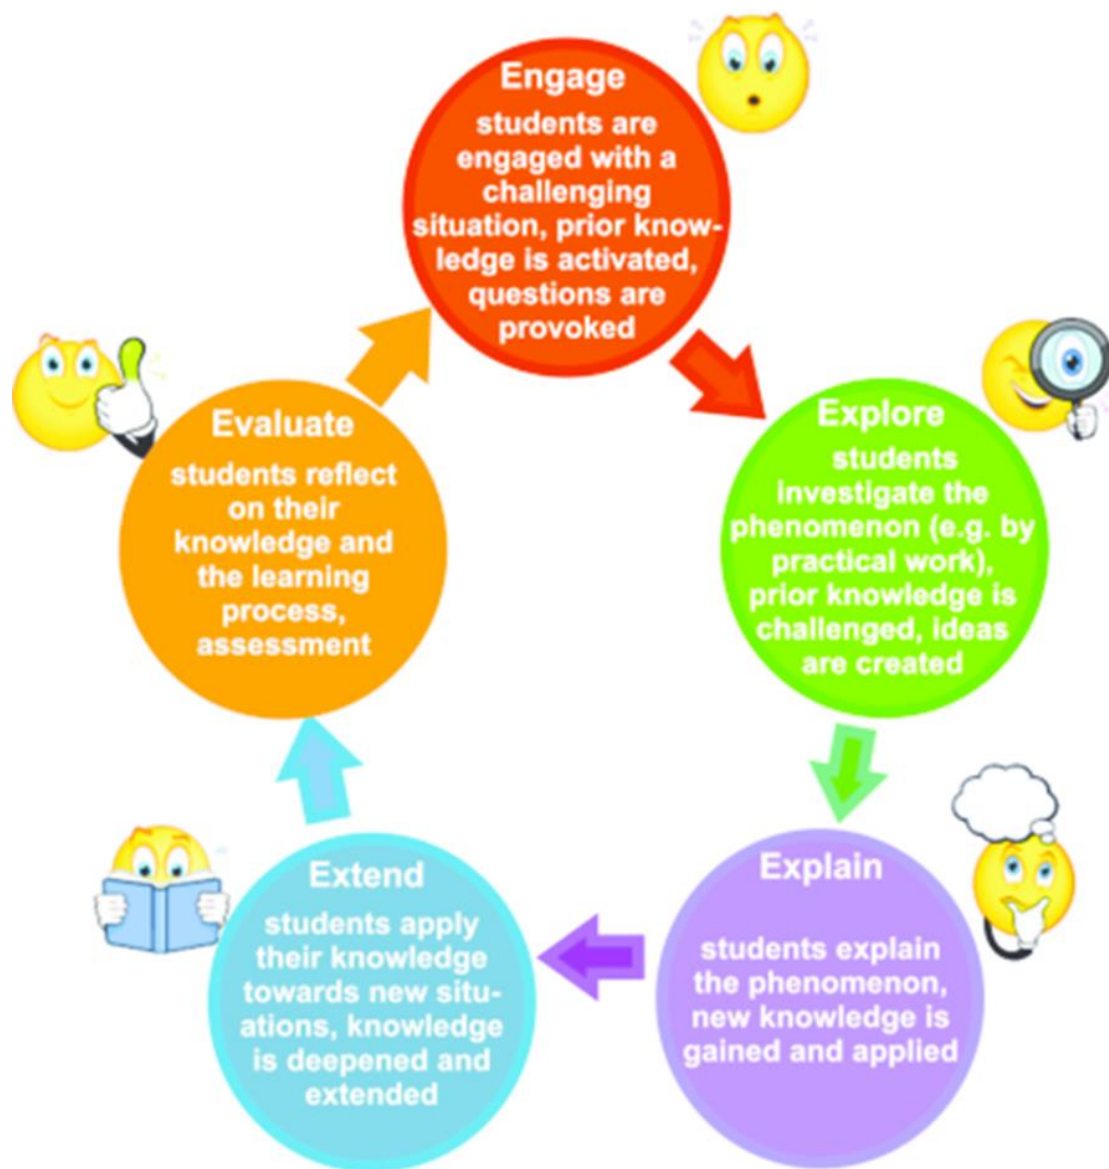 Engage
students are
engaged with a
challenging
situation, prior know-
ledge is activated,
questions are
provoked
Explore
students
investigate the
phenomenon (e.g. by
practical work),
prior knowledge is
challenged, ideas
are created
Explain
students explain
the phenomenon,
new knowledge is
gained and applied
Extend
students apply
their knowledge
towards new situ-
ations, knowledge
is deepened and
extended
Evaluate
students reflect
on their
knowledge and
the learning
process,
assessment